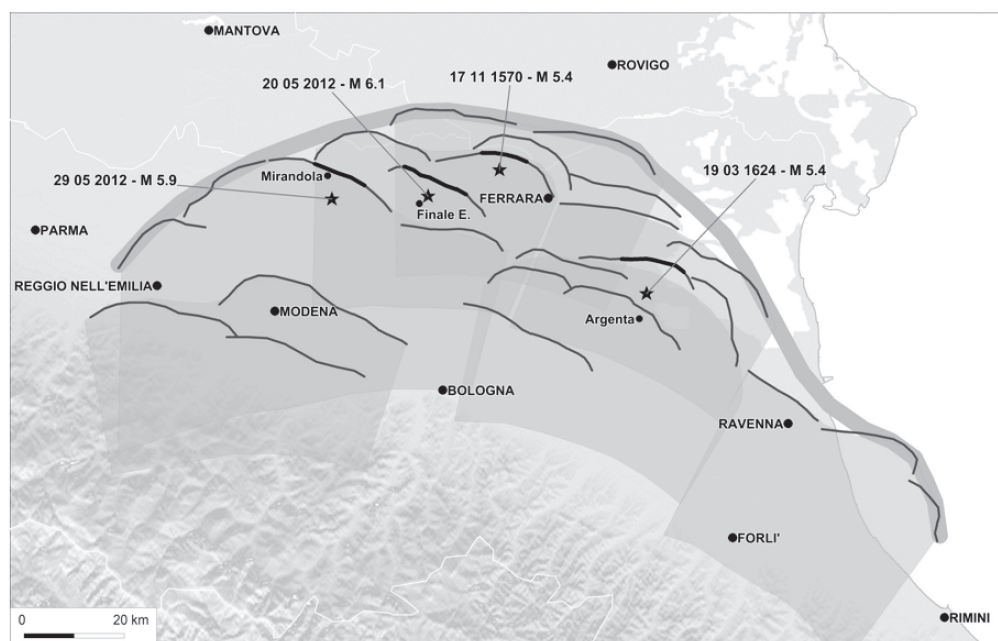 MANTOVA
ROVIGO
17 11 1570 - M 5.4
20 05 2012 - M 6.1
19 03 1624 - M 5.4
29 05 2012 - M 5.9
Mirandola
FERRARA
Finale E.
PARMA
REGGIO NELL'EMILIA
MODENA
Argenta
BOLOGNA
RAVENNA
FORLI'
RIMINI
0 20 km